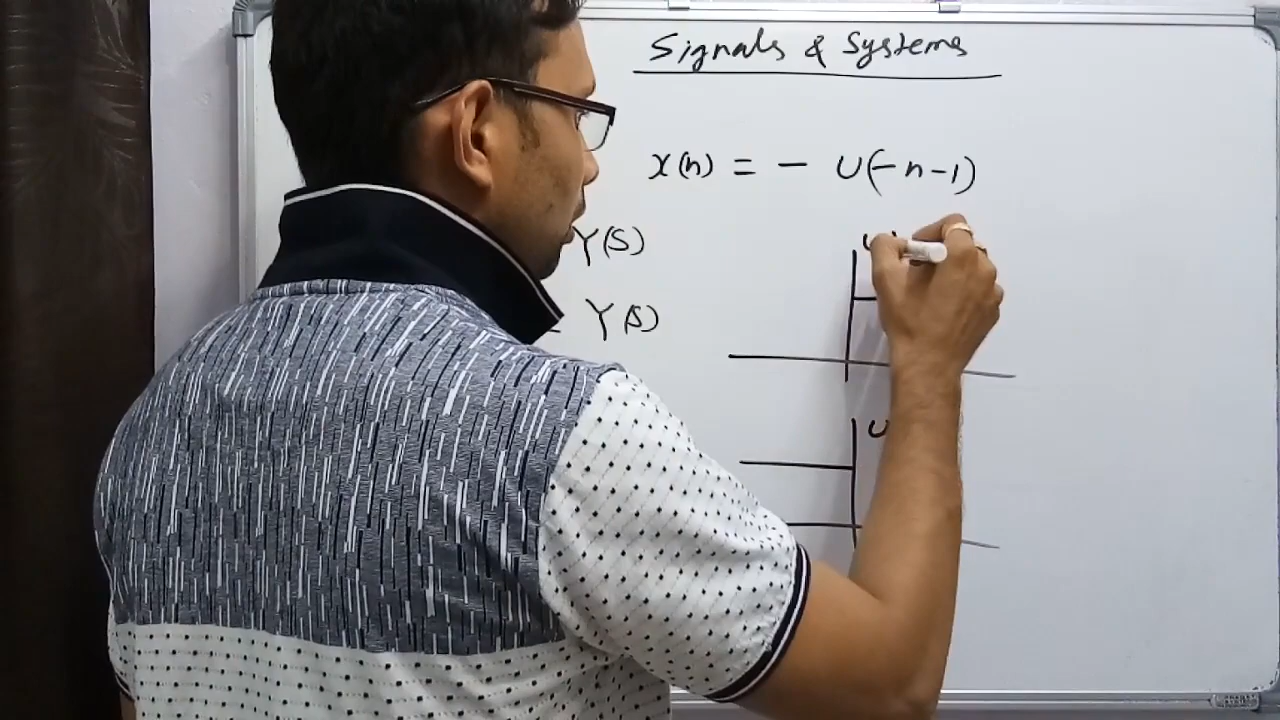 Signals & Systems
x(n) = - U(-n-1)
Y(S)
Y(S)
U